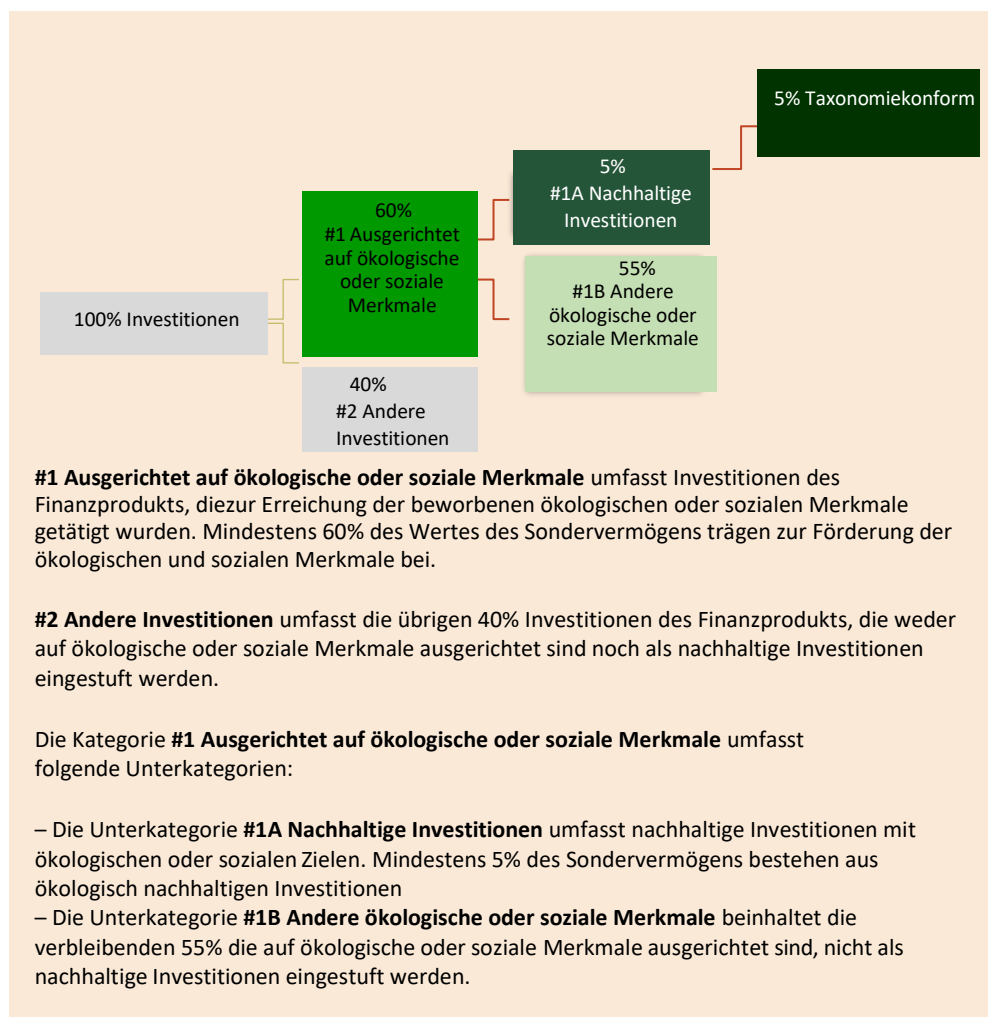 5% Taxonomiekonform
5%
#1A Nachhaltige
Investitionen
60%
#1 Ausgerichtet
auf ökologische
oder soziale
Merkmale
55%
#1B Andere
ökologische oder
soziale Merkmale
100% Investitionen
40%
#2 Andere
Investitionen
#1 Ausgerichtet auf ökologische oder soziale Merkmale umfasst Investitionen des
Finanzprodukts, diezur Erreichung der beworbenen ökologischen oder sozialen Merkmale
getätigt wurden. Mindestens 60% des Wertes des Sondervermögens trägen zur Förderung der
ökologischen und sozialen Merkmale bei.
#2 Andere Investitionen umfasst die übrigen 40% Investitionen des Finanzprodukts, die weder
auf ökologische oder soziale Merkmale ausgerichtet sind noch als nachhaltige Investitionen
eingestuft werden.
Die Kategorie #1 Ausgerichtet auf ökologische oder soziale Merkmale umfasst
folgende Unterkategorien:
– Die Unterkategorie #1A Nachhaltige Investitionen umfasst nachhaltige Investitionen mit
ökologischen oder sozialen Zielen. Mindestens 5% des Sondervermögens bestehen aus
ökologisch nachhaltigen Investitionen
– Die Unterkategorie #1B Andere ökologische oder soziale Merkmale beinhaltet die
verbleibenden 55% die auf ökologische oder soziale Merkmale ausgerichtet sind, nicht als
nachhaltige Investitionen eingestuft werden.